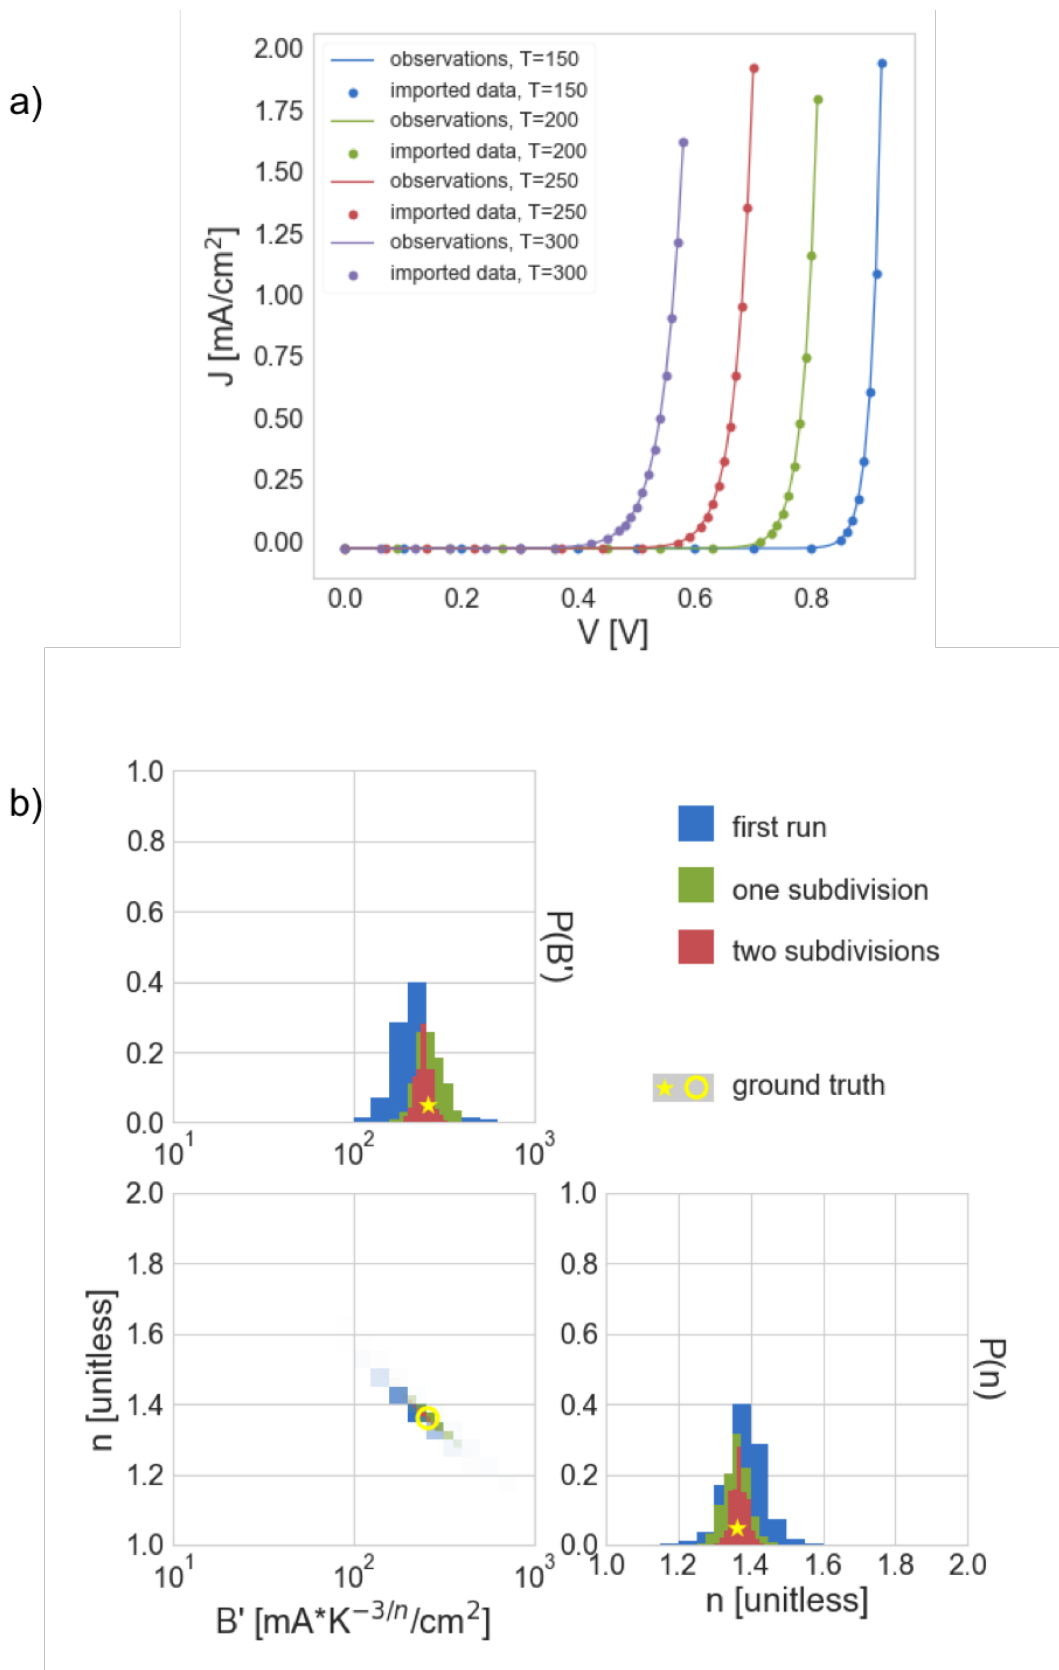 a)
2.00
1.75
1.50
1.25
1.00
0.75
0.50
0.25
0.00
J [mA/cm²]
observations, T=150
imported data, T=150
observations, T=200
imported data, T=200
observations, T=250
imported data, T=250
observations, T=300
imported data, T=300
0.0 0.2 0.4 0.6 0.8
V [V]
b)
1.0
0.8
0.6
0.4
0.2
0.0
10¹ 10² 10³
P(B')
first run
one subdivision
two subdivisions
ground truth
2.0
1.8
1.6
1.4
1.2
1.0
n [unitless]
10¹ 10² 10³
B' [mA*K⁻³/ⁿ/cm²]
1.0
0.8
0.6
0.4
0.2
0.0
1.0 1.2 1.4 1.6 1.8 2.0
n [unitless]
P(n)